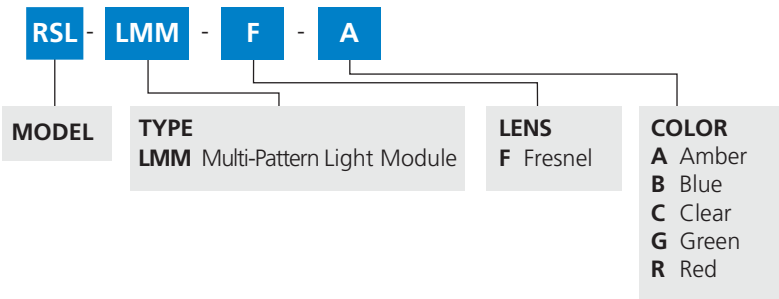 RSL - LMM - F - A
MODEL
TYPE
LMM Multi-Pattern Light Module
LENS
F Fresnel
COLOR
A Amber
B Blue
C Clear
G Green
R Red